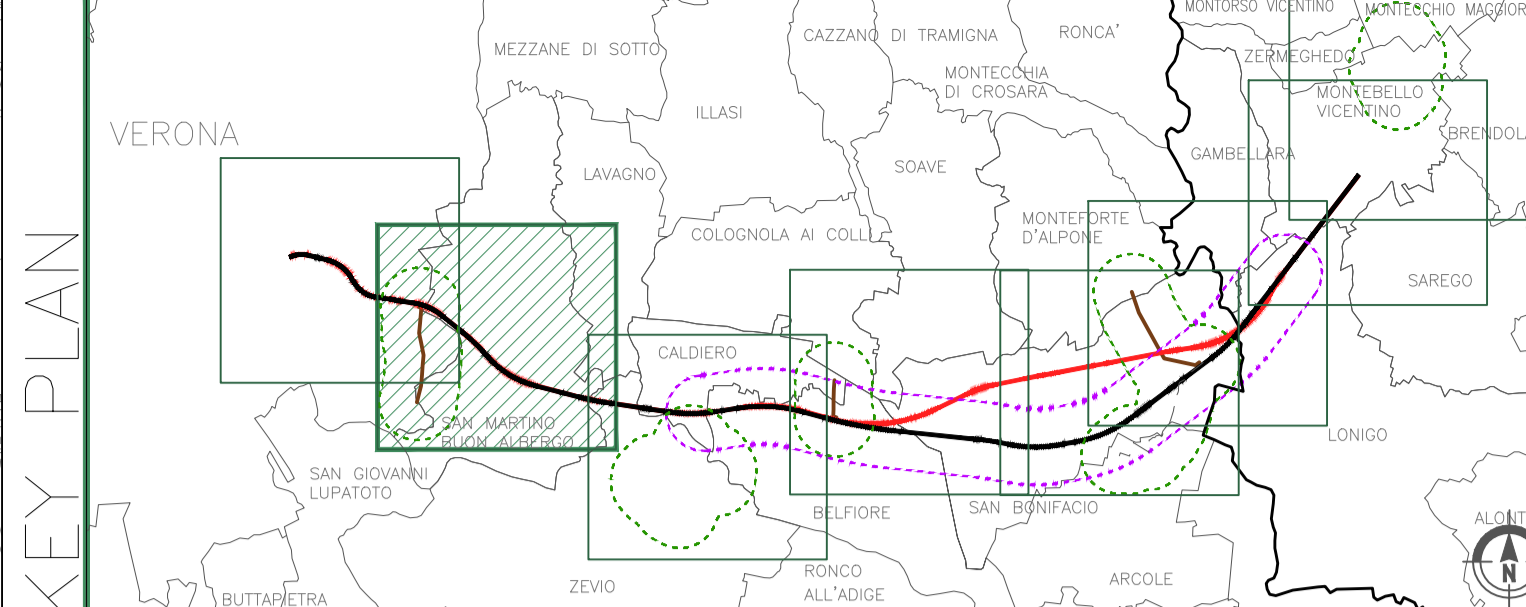 KEY PLAN
MONTORSO VICENTINO
MONTECCHIO MAGGIOR
CAZZANO DI TRAMIGNA
RONCA'
MEZZANE DI SOTTO
ZERMEGHEDO
MONTECCHIA
DI CROSARA
MONTEBELLO
VICENTINO
ILLASI
VERONA
BRENDOLA
GAMBELLARA
SOAVE
LAVAGNO
MONTEFORTE
D'ALPONE
COLOGNOLA AI COLLI
SAREGO
CALDIERO
SAN MARTINO
BUON ALBERGO
LONIGO
SAN GIOVANNI
LUPATOTO
BELFIORE
SAN BONIFACIO
ALONT
RONCO
ALL'ADIGE
ARCOLE
ZEVIO
BUTTAPIETRA
N